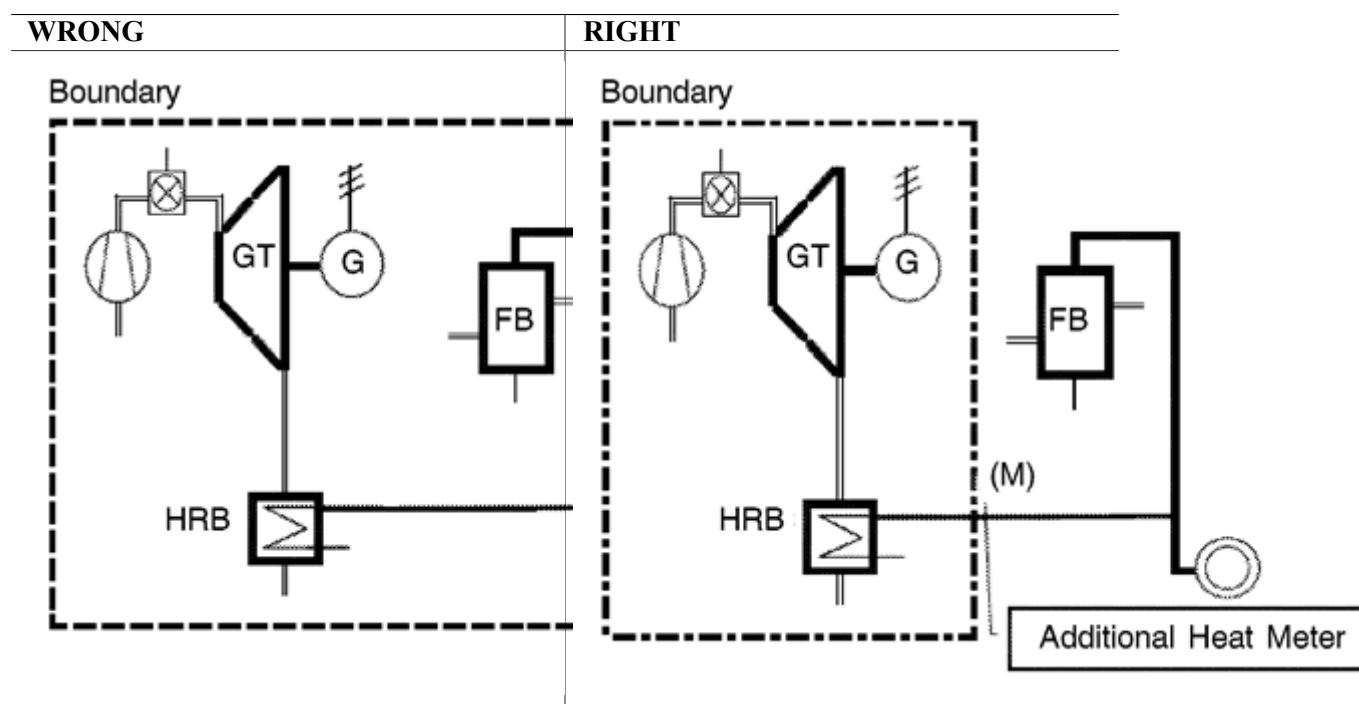 WRONG
Boundary
GT
G
FB
HRB
RIGHT
Boundary
GT
G
FB
(M)
HRB
Additional Heat Meter